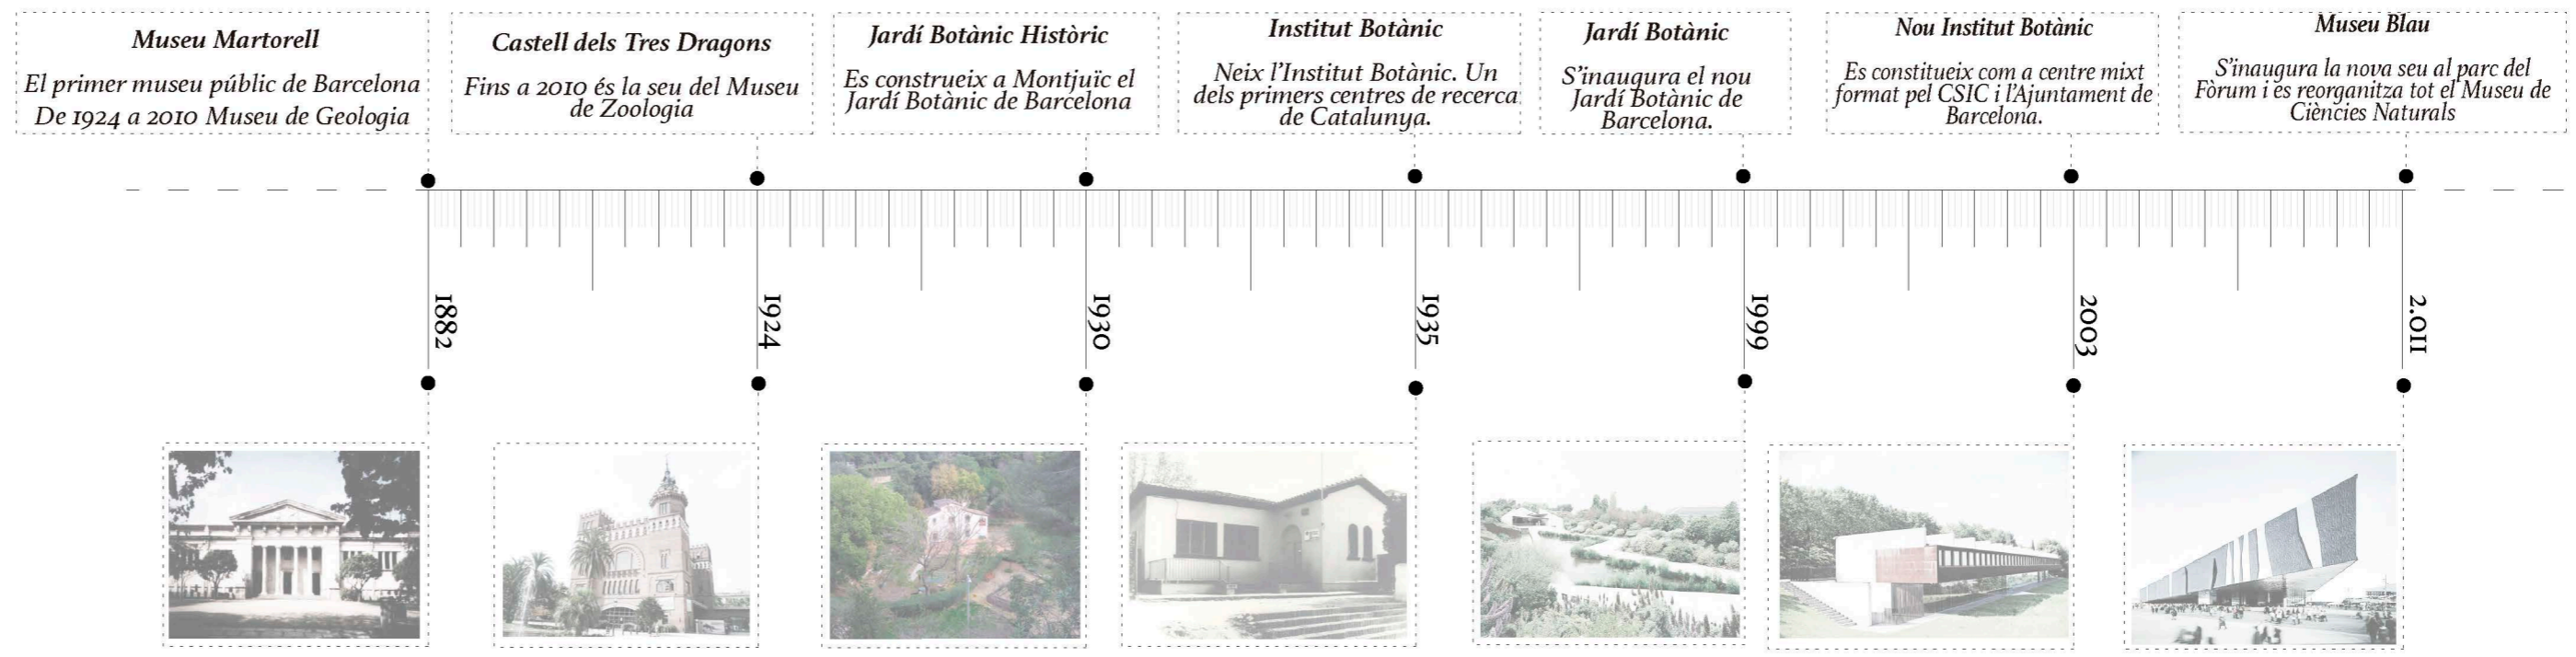 Museu Martorell
El primer museu públic de Barcelona
De 1924 a 2010 Museu de Geologia
Castell dels Tres Dragons
Fins a 2010 és la seu del Museu
de Zoologia
Jardí Botànic Històric
Es construeix a Montjuïc el
Jardí Botànic de Barcelona
Institut Botànic
Neix l'Institut Botànic. Un
dels primers centres de recerca
de Catalunya.
Jardí Botànic
S'inaugura el nou
Jardí Botànic de
Barcelona.
Nou Institut Botànic
Es constitueix com a centre mixt
format pel CSIC i l'Ajuntament de
Barcelona.
Museu Blau
S'inaugura la nova seu al parc del
Fòrum i es reorganitza tot el Museu de
Ciències Naturals
1882
1924
1930
1935
1999
2003
2.011